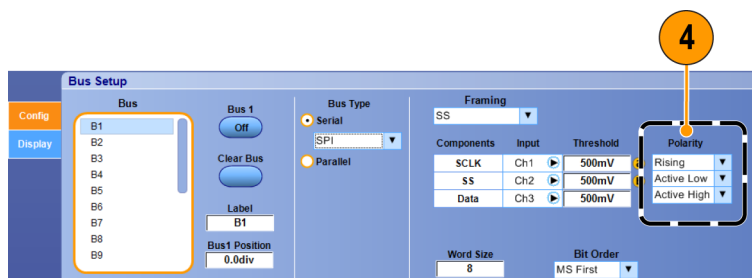 4
Bus Setup
Config
Display
Bus
B1
B2
B3
B4
B5
B6
B7
B8
B9
Bus 1
Off
Clear Bus
Label
B1
Bus1 Position
0.0div
Bus Type
Serial
SPI
Parallel
Framing
SS
Components Input Threshold Polarity
SCLK Ch1 500mV a Rising
SS Ch2 500mV b Active Low
Data Ch3 500mV Active High
Word Size
8
Bit Order
MS First